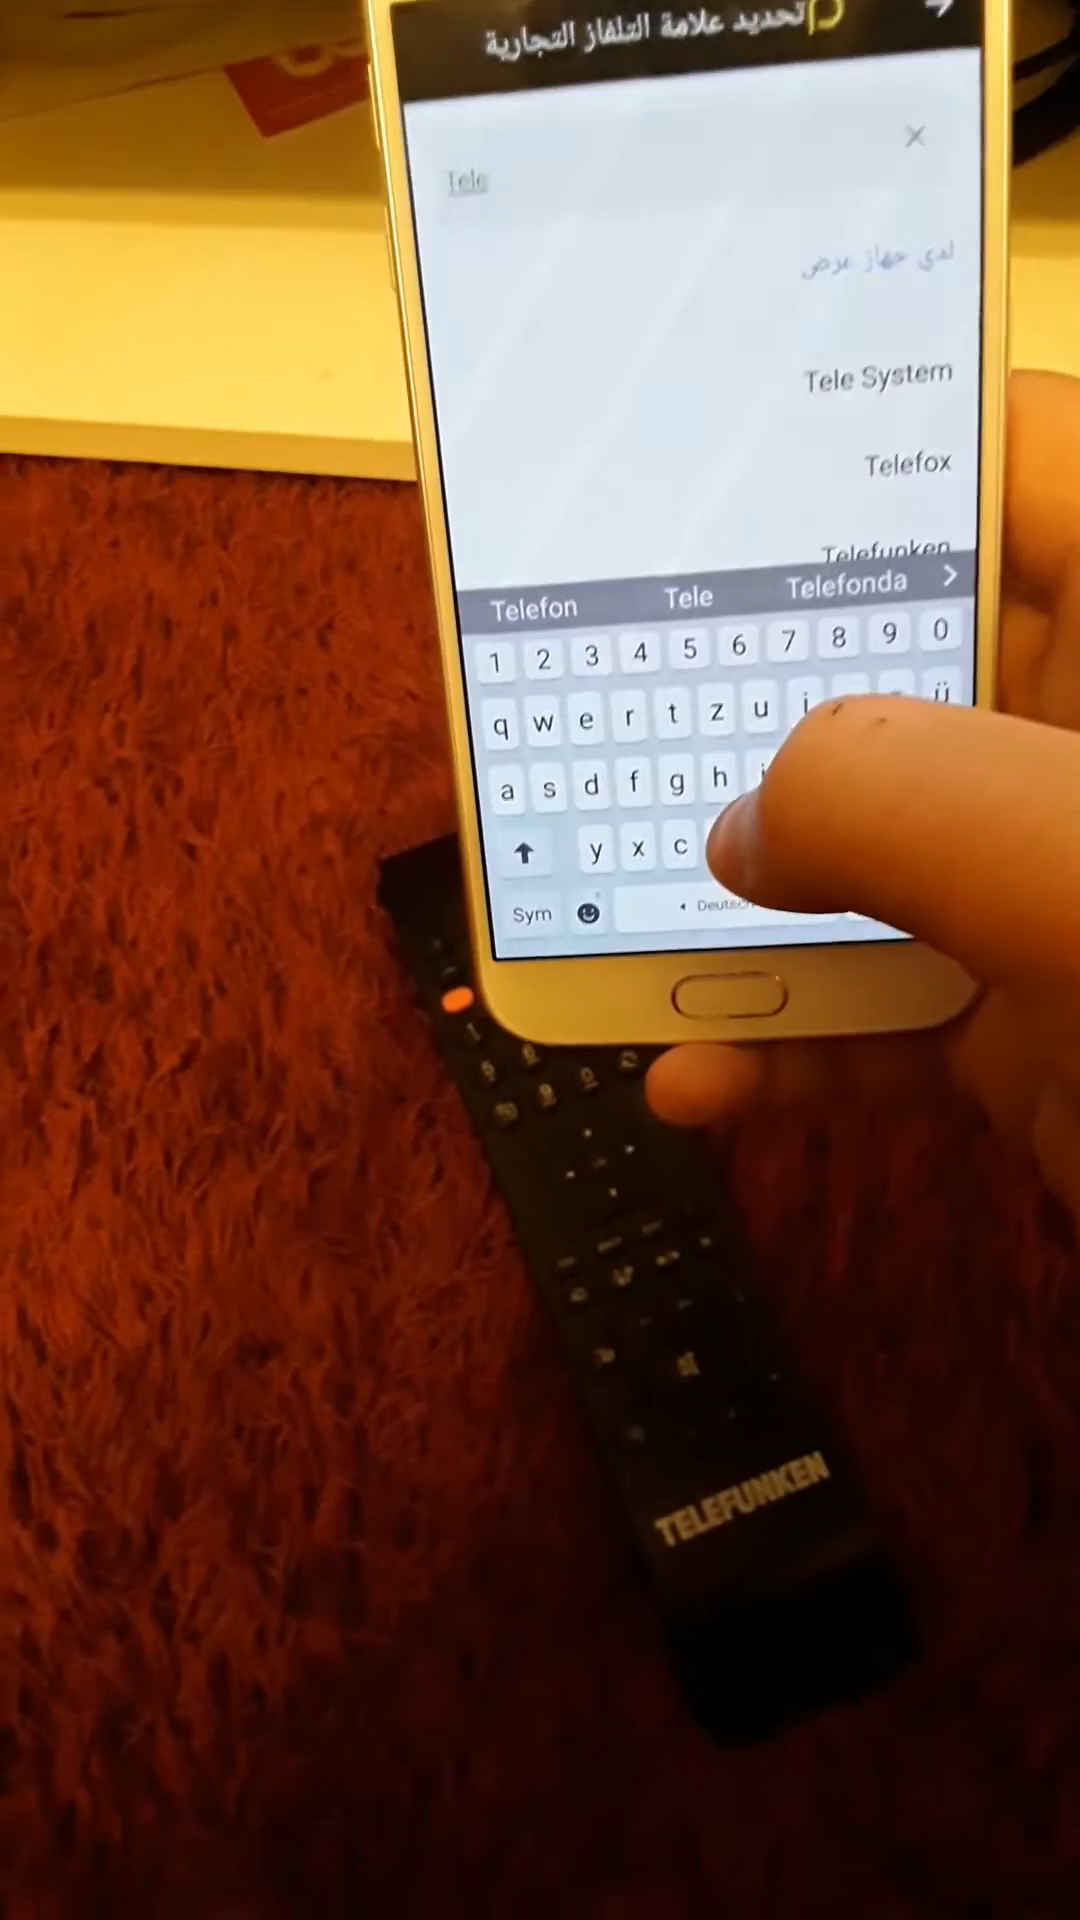 تحديد علامة التلفاز التجارية
Tele
لدي جهاز عرض
Tele System
Telefox
Telefunken
Telefon Tele Telefonda
1 2 3 4 5 6 7 8 9 0
q w e r t z u i ü
a s d f g h j
y x c
Sym Deutsch
TELEFUNKEN